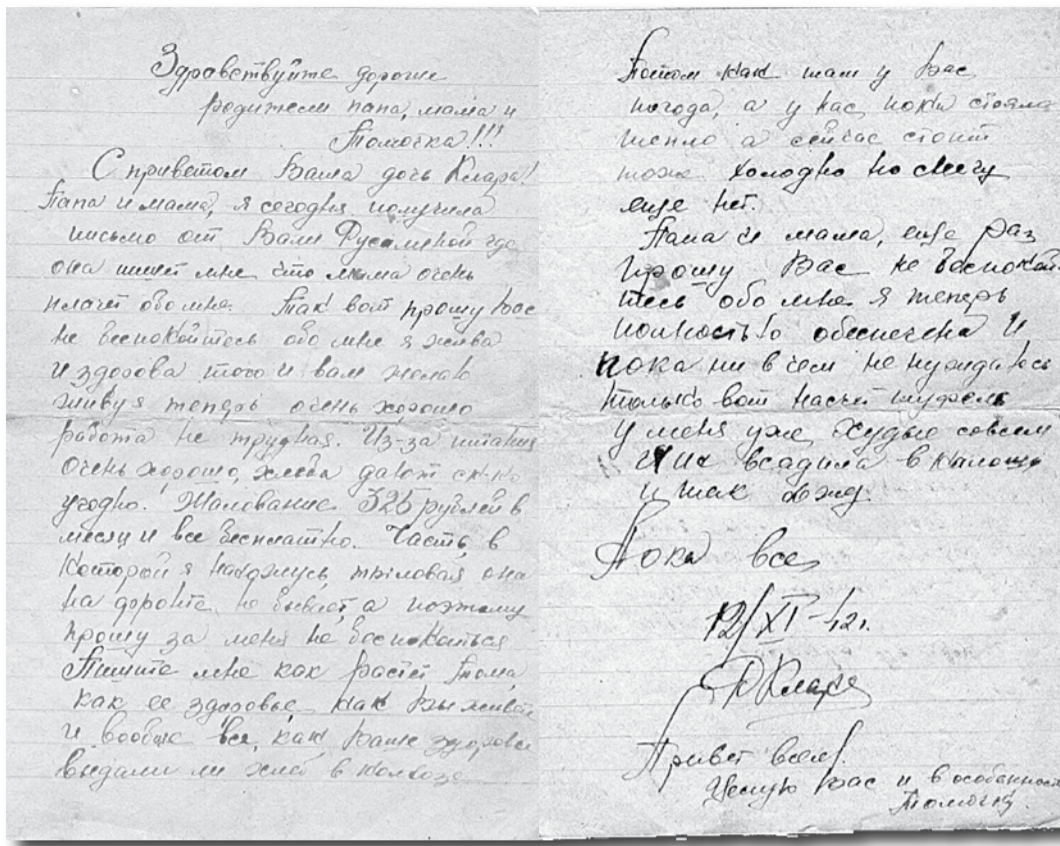 Здравствуйте дорогие
родители папа, мама и
Томочка!!!
С приветом Ваша дочь Клара!
Папа и мама, я сегодня получила
письмо от Вали где
она пишет мне что мама очень
плачет обо мне. Так вот прошу Вас
не беспокойтесь обо мне я жива
и здорова того и вам желаю
живу я теперь очень хорошо
работа не трудная. Из-за питания
очень хорошо, хлеба дают ск-ко
угодно. Жалование 325 рублей в
месяц и все бесплатно. Часть, в
которой я нахожусь, тыловая она
на фронте не бывает, а поэтому
прошу за меня не беспокоиться
Пишите мне как растет Тома,
как ее здоровье, как Вы живете
и вообще все, как Ваше здоровье
выдали ли хлеб в колхозе
Потом как там у Вас
погода, а у нас пока стояла
тепло а сейчас стоит
тоже холодно но снегу
еще нет.
Папа и мама, еще раз
прошу Вас не беспокой
тесь обо мне я теперь
полностью обеспечена и
пока ни в чем не нуждаюсь
только вот насчет туфель
у меня уже худые совсем
я их всадила в калоши
и так хожу.
Пока все
12/XI-42г.
Клара
Привет всем!
Целую Вас и в особенности
Томочку.